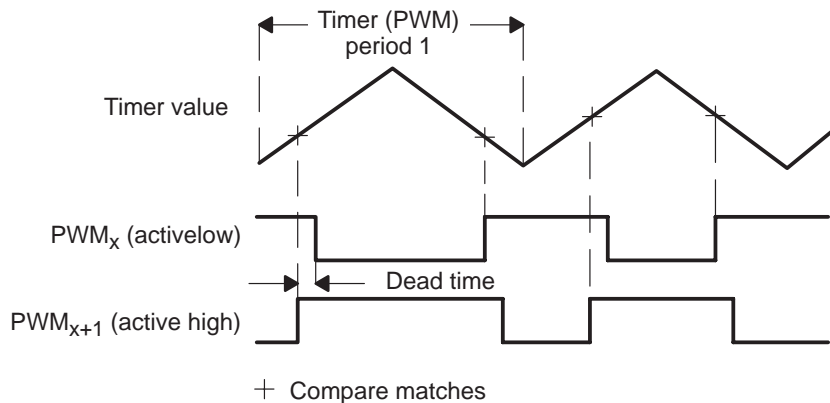 Timer (PWM)
period 1
Timer value
PWMx (activelow)
Dead time
PWMx+1 (active high)
+ Compare matches